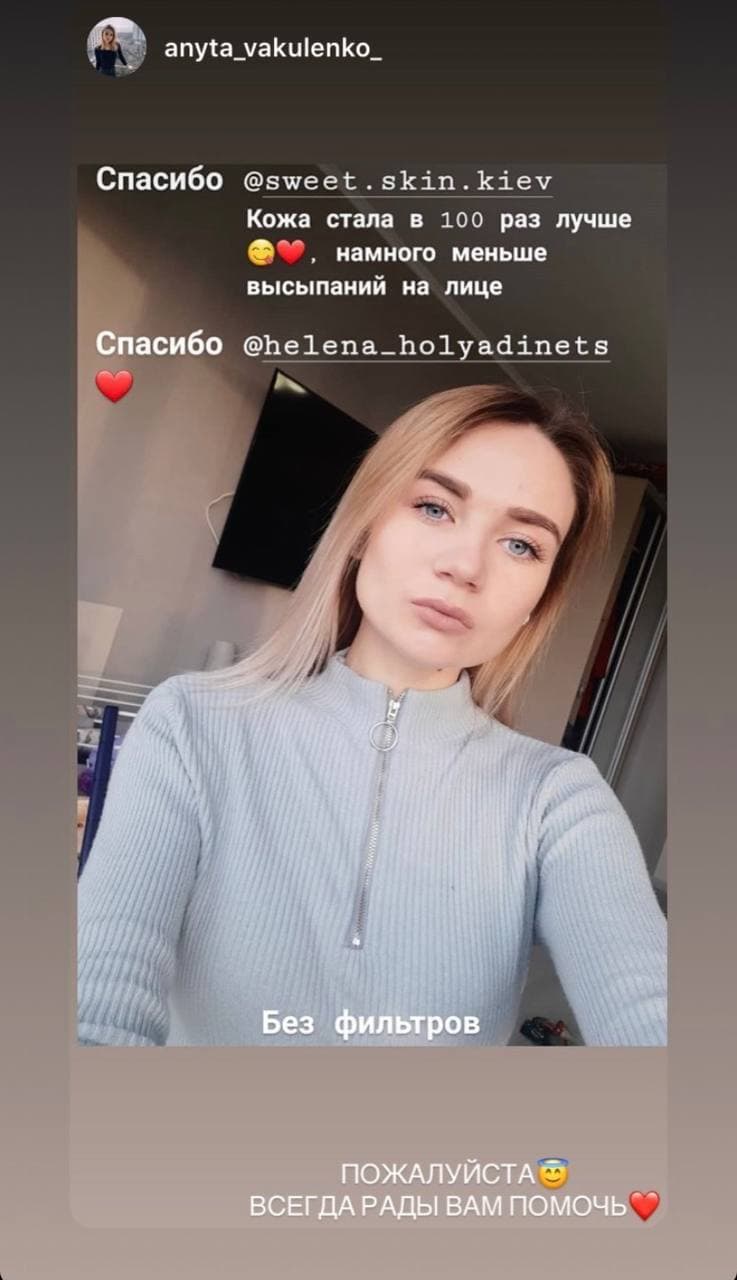 anyta_vakulenko_
Спасибо @sweet.skin.kiev
Кожа стала в 100 раз лучше
😋❤️, намного меньше
высыпаний на лице
Спасибо @helena_holyadinets
❤️
Без фильтров
ПОЖАЛУЙСТА😇
ВСЕГДА РАДЫ ВАМ ПОМОЧЬ❤️